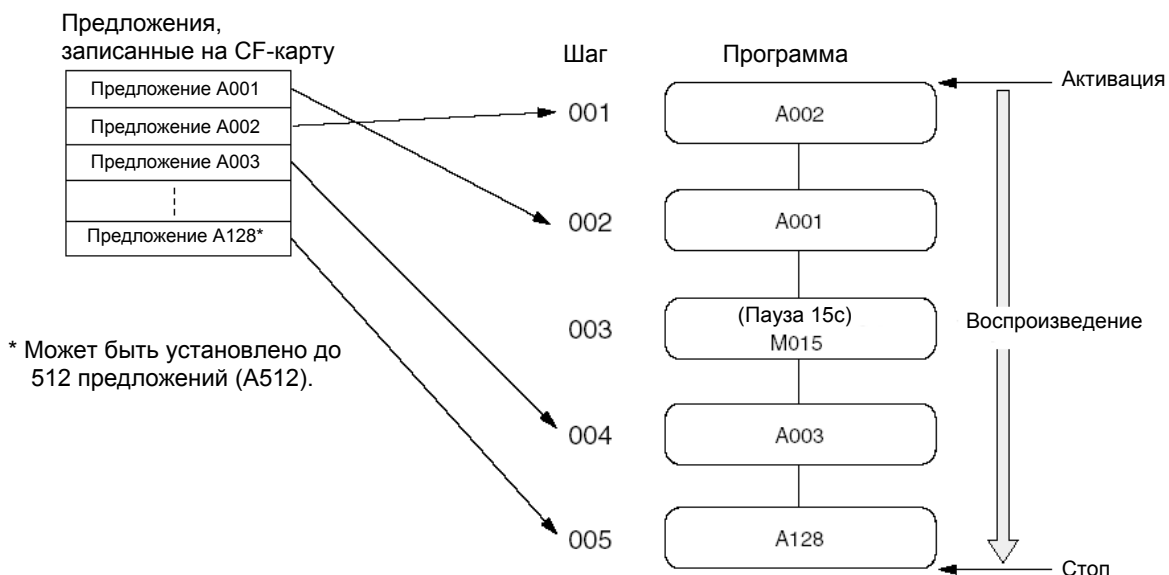 Предложения,
записанные на CF-карту
Предложение A001
Предложение A002
Предложение A003
Предложение A128*
* Может быть установлено до
512 предложений (A512).
Шаг
001
002
003
004
005
Программа
A002
A001
(Пауза 15с)
M015
A003
A128
Активация
Воспроизведение
Стоп